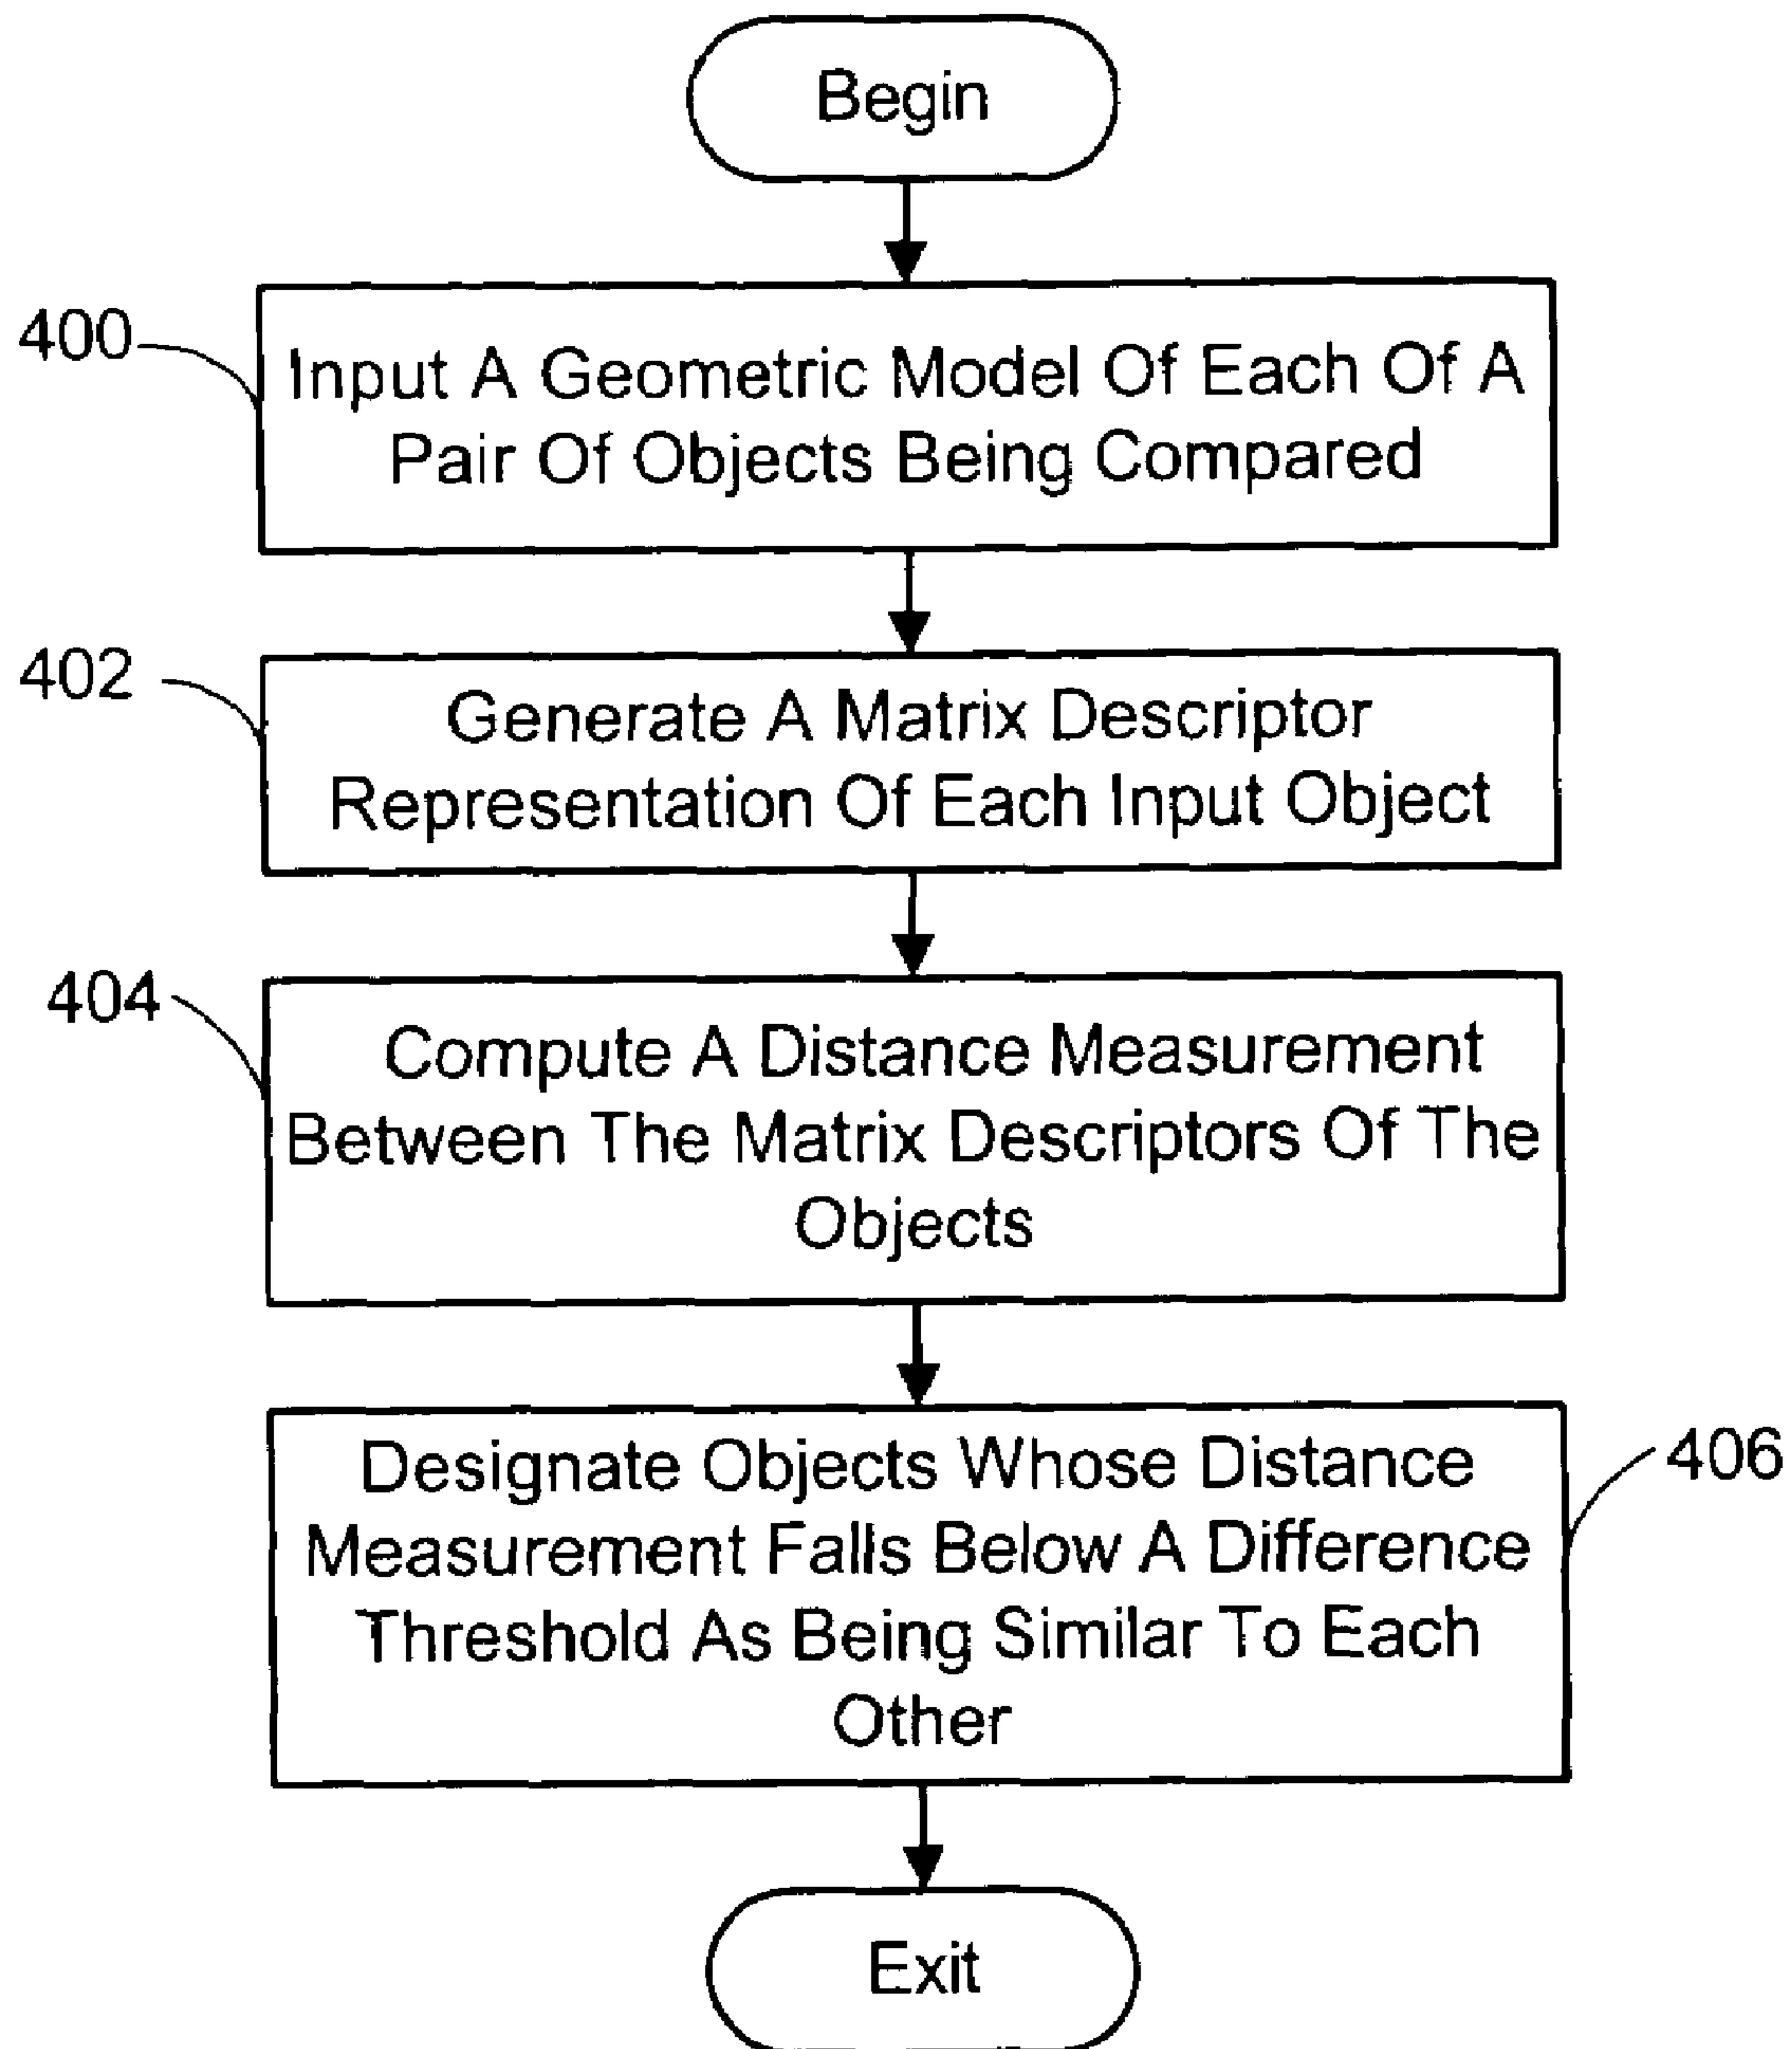 Begin
400
Input A Geometric Model Of Each Of A
Pair Of Objects Being Compared
402
Generate A Matrix Descriptor
Representation Of Each Input Object
404
Compute A Distance Measurement
Between The Matrix Descriptors Of The
Objects
Designate Objects Whose Distance
Measurement Falls Below A Difference
Threshold As Being Similar To Each
Other
406
Exit